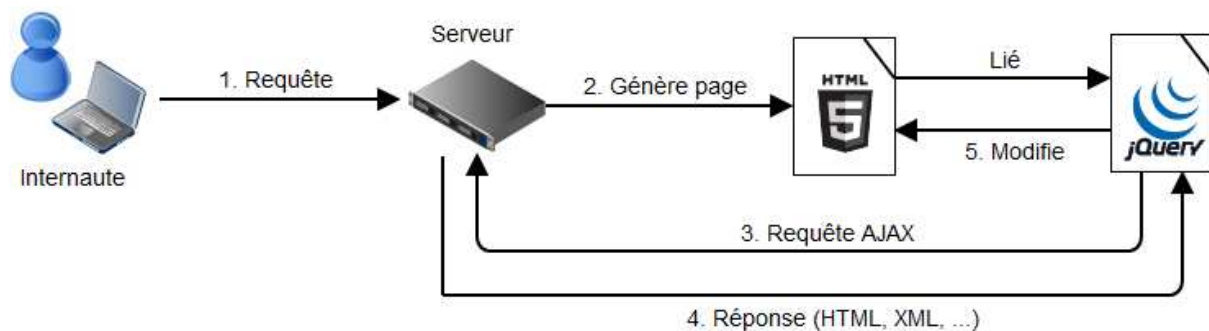 Serveur
1. Requête
2. Génère page
HTML
5
Lié
5. Modifie
jQuery
Internaute
3. Requête AJAX
4. Réponse (HTML, XML, ...)